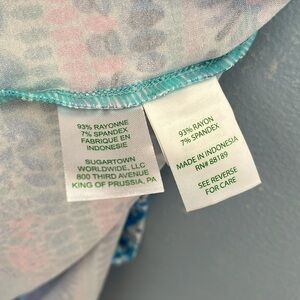 93% RAYONNE
7% SPANDEX
FABRIQUE EN
INDONESIE
SUGARTOWN
WORLDWIDE, LLC
800 THIRD AVENUE
KING OF PRUSSIA, PA
93% RAYON
7% SPANDEX
MADE IN INDONESIA
RN# 88189
SEE REVERSE
FOR CARE